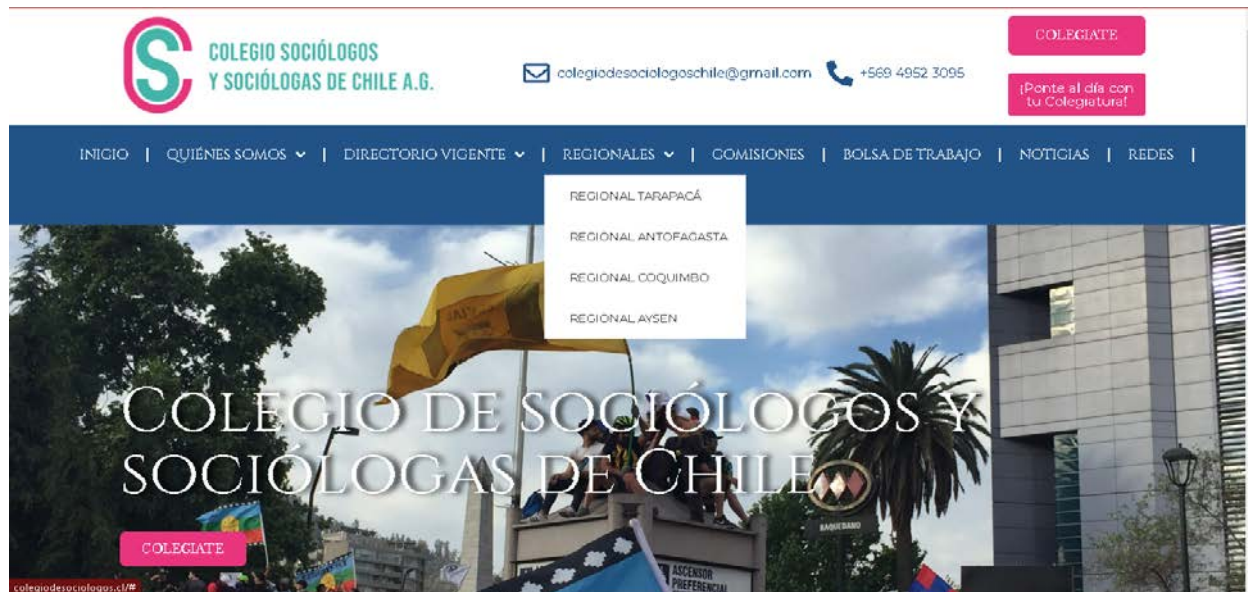 COLEGIO SOCIÓLOGOS
Y SOCIÓLOGAS DE CHILE A.G.
colegiodesociologoschile@gmail.com
+569 4952 3095
COLEGIATE
¡Ponte al día con
tu Colegiatura!
INICIO | QUIÉNES SOMOS | DIRECTORIO VIGENTE | REGIONALES | COMISIONES | BOLSA DE TRABAJO | NOTICIAS | REDES |
REGIONAL TARAPACÁ
REGIONAL ANTOFAGASTA
REGIONAL COQUIMBO
REGIONAL AYSEN
Colegio de sociólogos y
sociólogas de Chile
COLEGIATE
BAQUEDANO
ASCENSOR
PREFERENCIAL
colegiodesociologos.cl/#